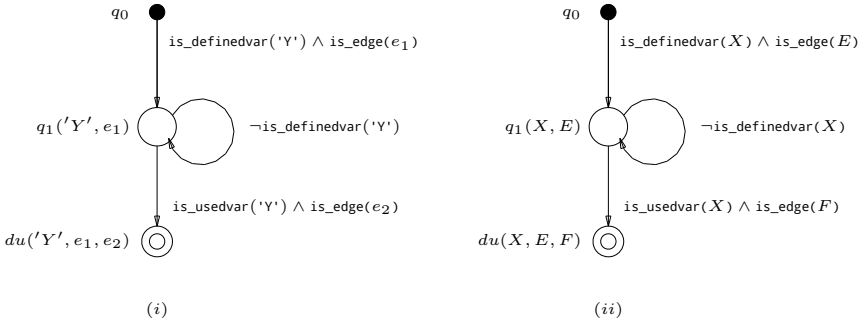 q₀ q₀
is_definedvar('Y') ∧ is_edge(e₁) is_definedvar(X) ∧ is_edge(E)
q₁('Y', e₁) ¬is_definedvar('Y') q₁(X, E) ¬is_definedvar(X)
is_usedvar('Y') ∧ is_edge(e₂) is_usedvar(X) ∧ is_edge(F)
du('Y', e₁, e₂) du(X, E, F)
(i) (ii)